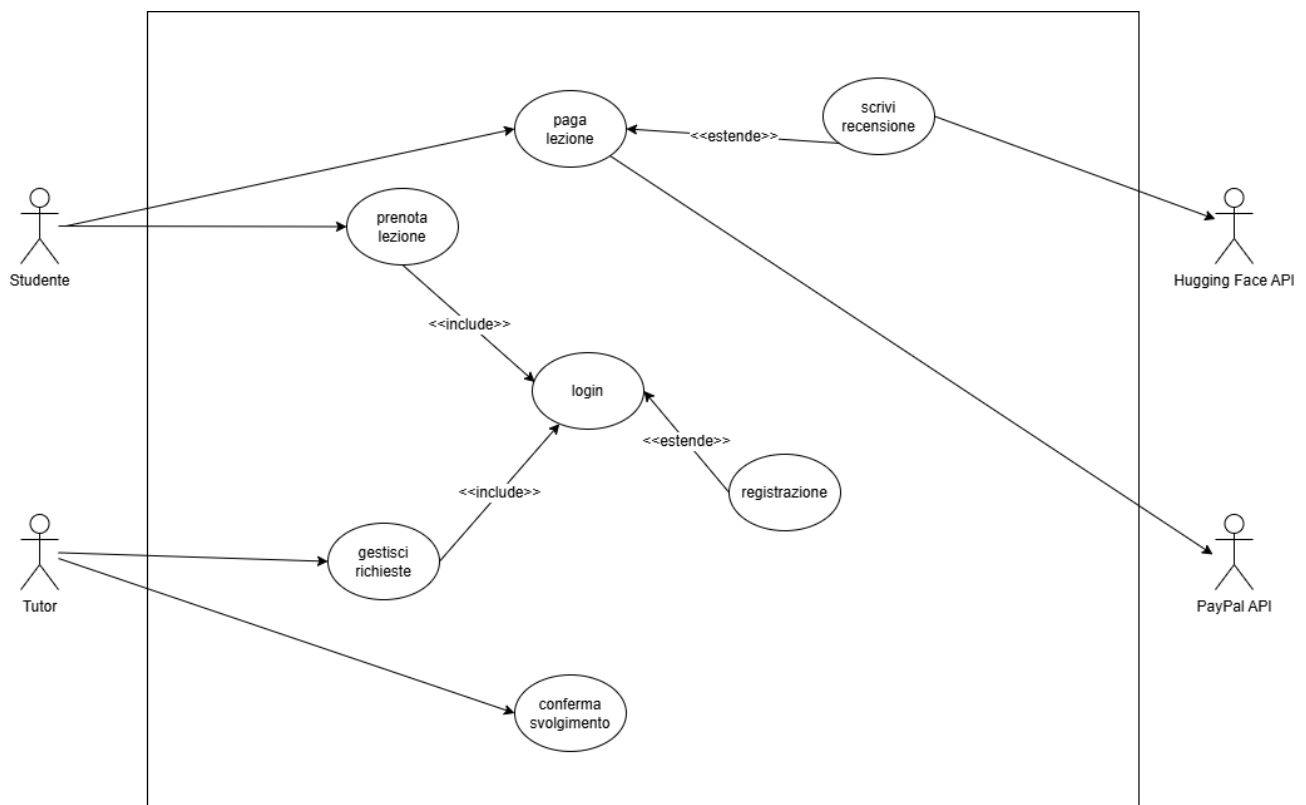 paga
lezione
<<estende>>
scrivi
recensione
prenota
lezione
Studente
Hugging Face API
<<include>>
login
<<estende>>
<<include>>
registrazione
gestisci
richieste
Tutor
PayPal API
conferma
svolgimento